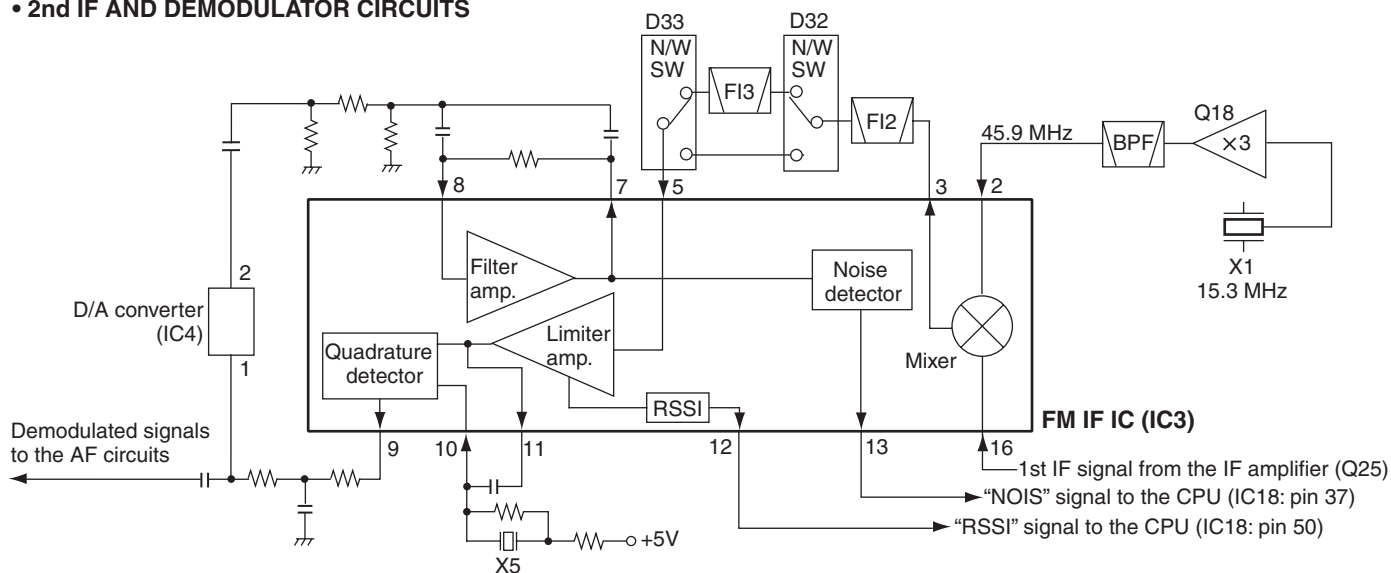 • 2nd IF AND DEMODULATOR CIRCUITS
D33
D32
N/W
SW
N/W
SW
FI3
FI2
Q18
45.9 MHz
BPF
×3
8
7
5
3
2
X1
15.3 MHz
Filter
amp.
Noise
detector
2
D/A converter
(IC4)
1
Limiter
amp.
Quadrature
detector
Mixer
RSSI
FM IF IC (IC3)
Demodulated signals
to the AF circuits
9
10
11
12
13
16
1st IF signal from the IF amplifier (Q25)
“NOIS” signal to the CPU (IC18: pin 37)
“RSSI” signal to the CPU (IC18: pin 50)
+5V
X5